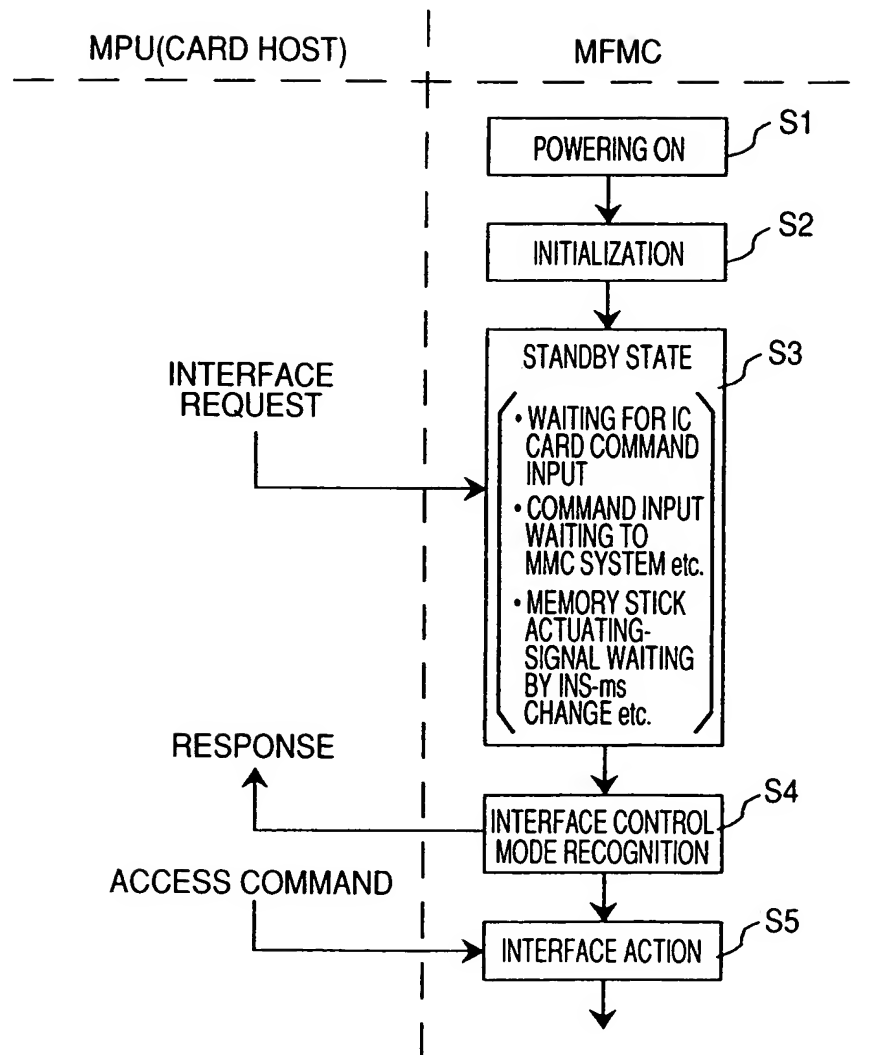 MPU(CARD HOST)
MFMC
POWERING ON
S1
INITIALIZATION
S2
STANDBY STATE
S3
INTERFACE
REQUEST
• WAITING FOR IC
CARD COMMAND
INPUT
• COMMAND INPUT
WAITING TO
MMC SYSTEM etc.
• MEMORY STICK
ACTUATING-
SIGNAL WAITING
BY INS-ms
CHANGE etc.
RESPONSE
INTERFACE CONTROL
MODE RECOGNITION
S4
ACCESS COMMAND
INTERFACE ACTION
S5